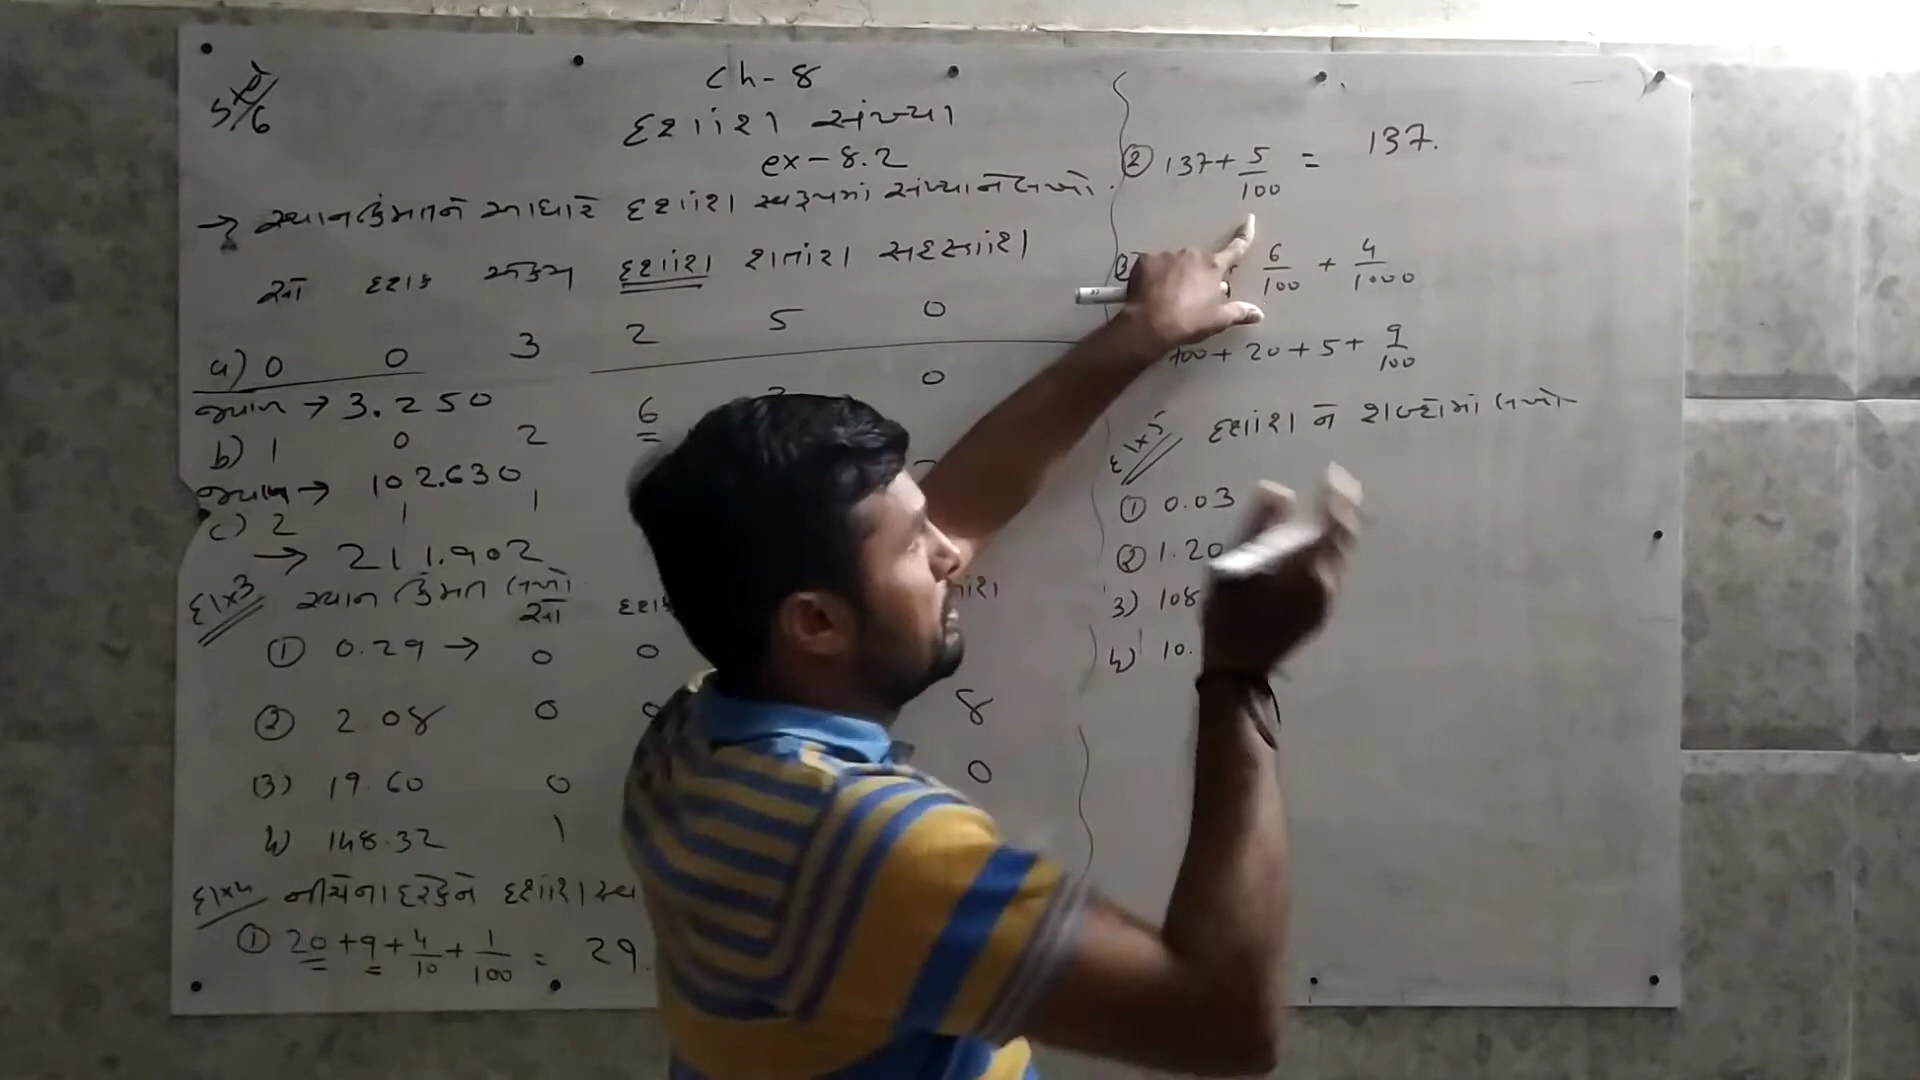 ધો/6
Ch-8
દશાંશ સંખ્યા
ex-8.2
→ સ્થાનકિંમતને આધારે દશાંશ સ્વરૂપમાં સંખ્યાને લખો.
સો દશક એકમ દશાંશ શતાંશ સહસ્ત્રાંશ
a) 0 0 3 2 5 0
જવાબ → 3.250
b) 1 0 2 6 0
જવાબ → 102.630
c) 2 1 1
→ 211.902
દા×3 સ્થાન કિંમત લખો
સો
① 0.29 → 0 0
② 2.08 0 8
(3) 19.60 0 0
4) 148.32 1
દા×4 નીચેના દરેકને દશાંશ
① 20 + 9 + 4/10 + 1/100 = 29.
② 137 + 5/100 = 137.
6/100 + 4/1000
700 + 20 + 5 + 9/100
દા×5 દશાંશ ને શબ્દોમાં લખો
① 0.03
② 1.20
3) 108
4) 10.